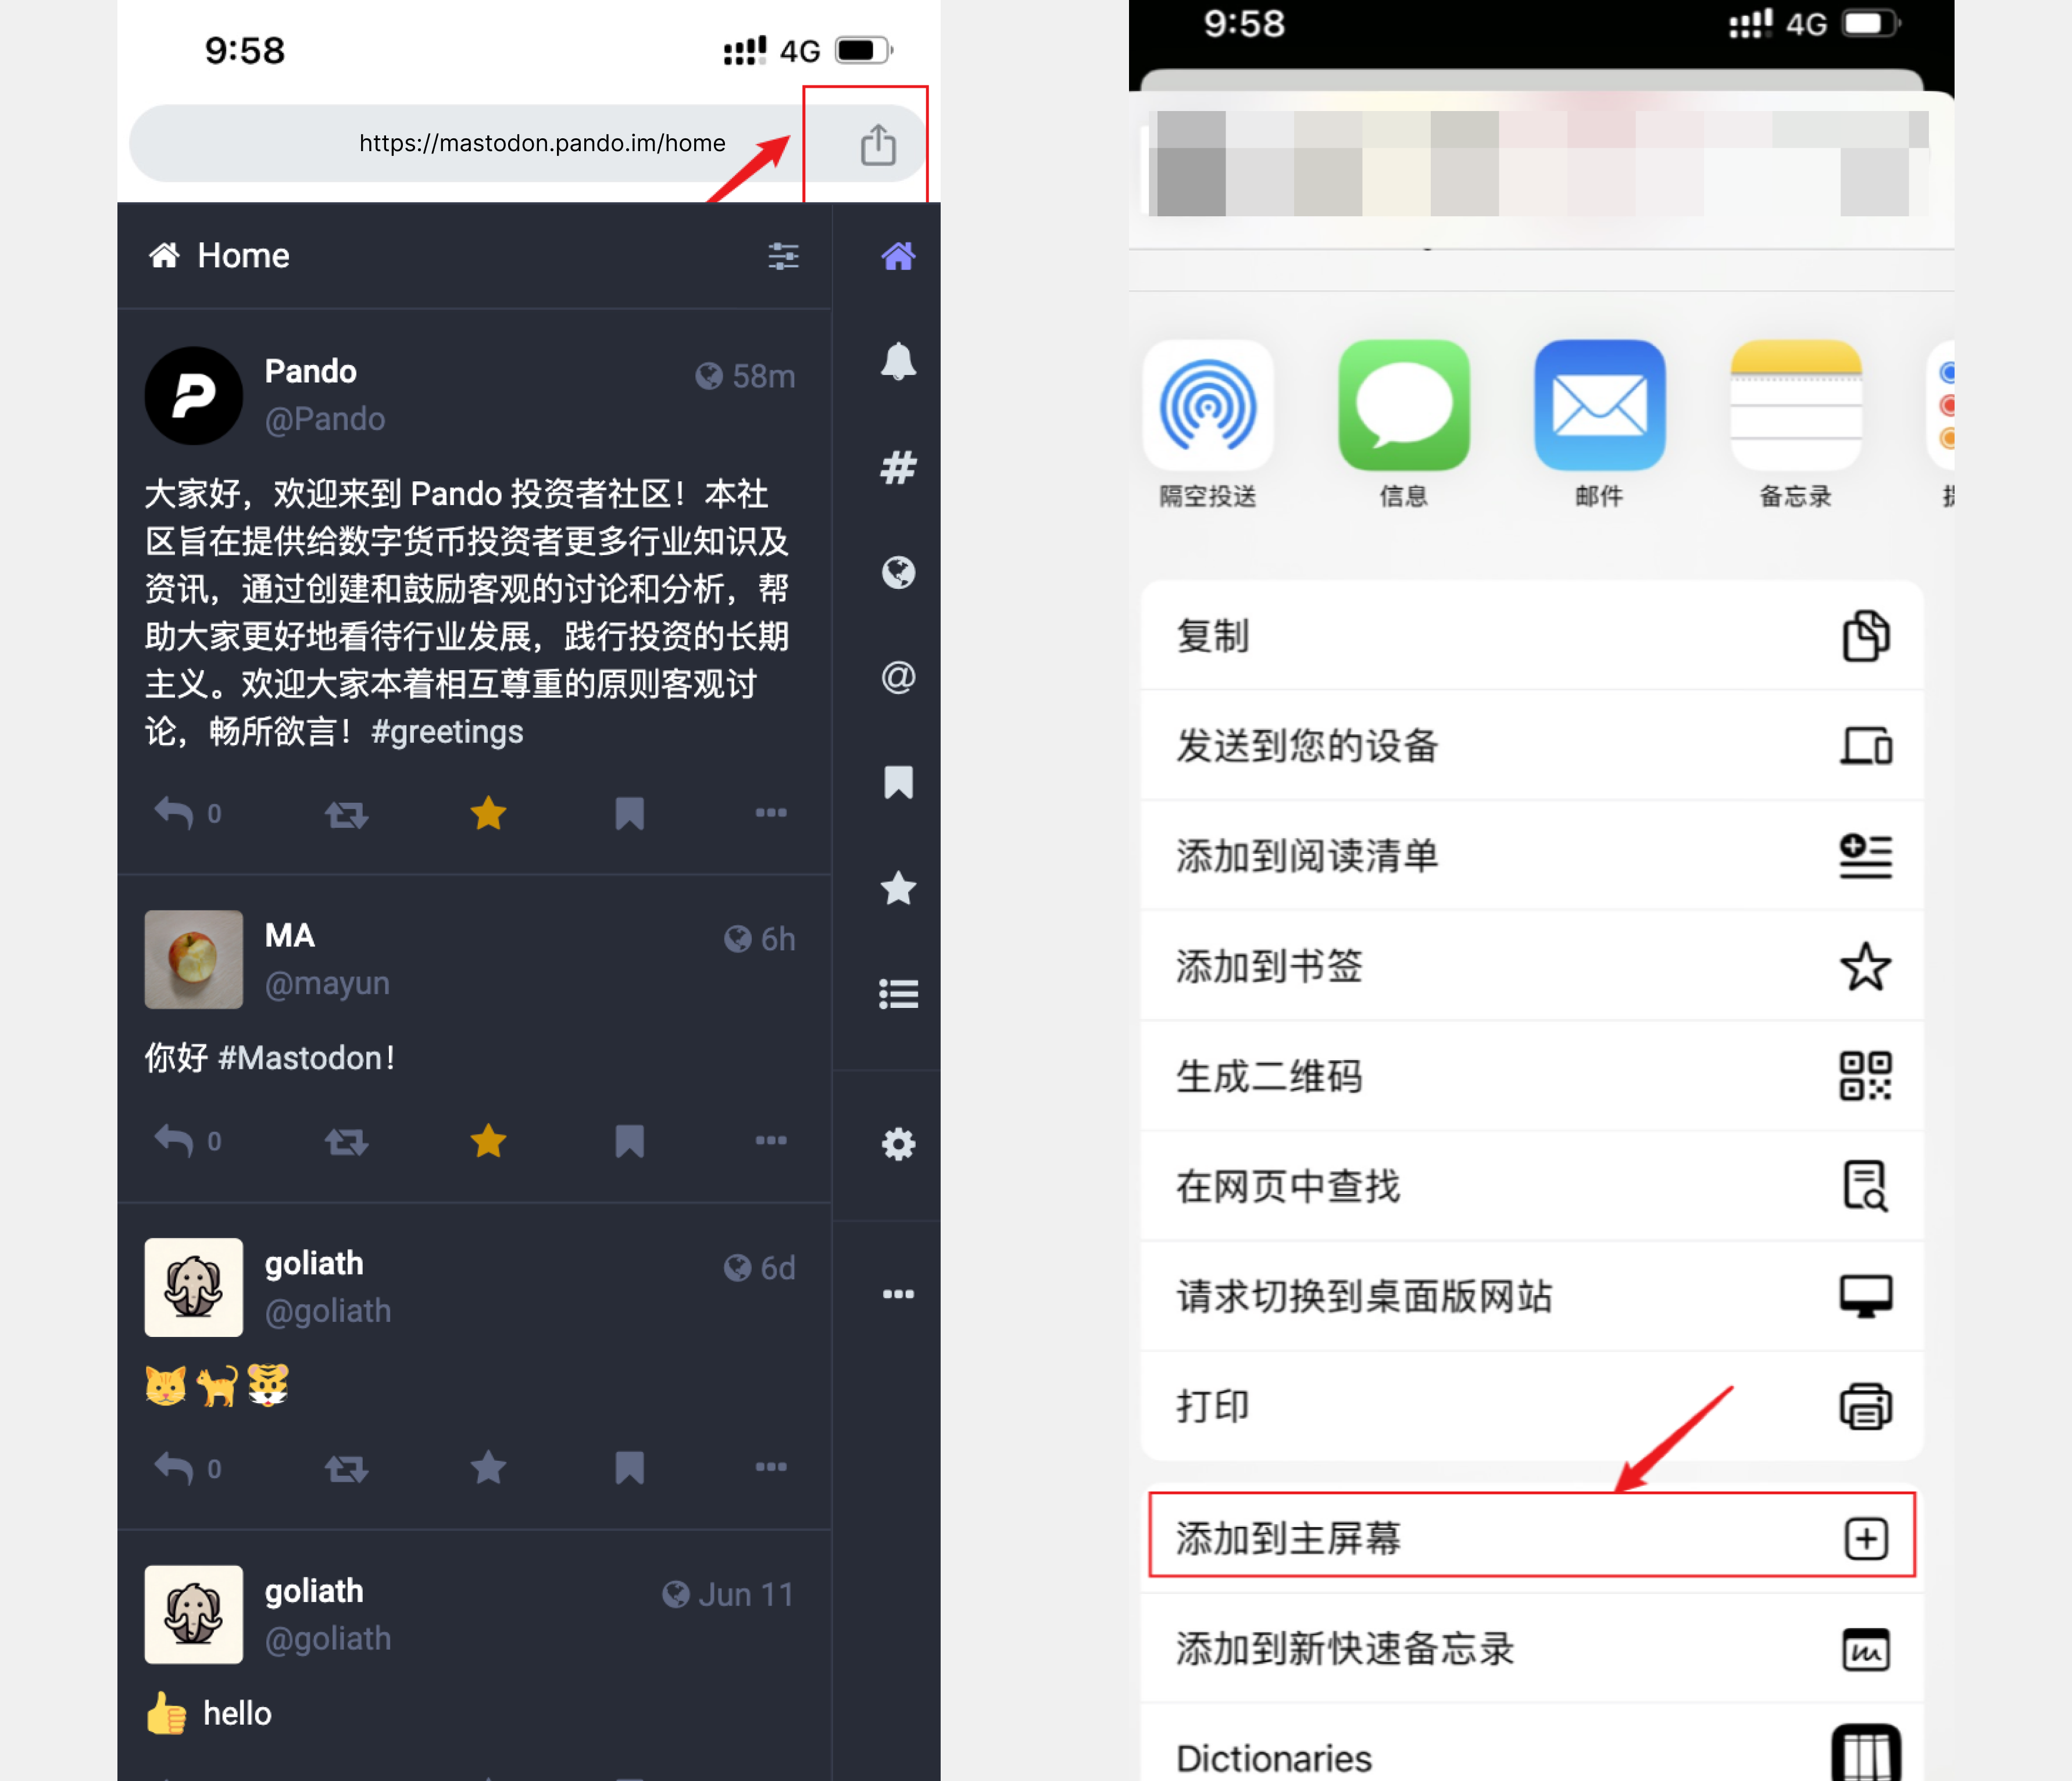 9:58
4G
https://mastodon.pando.im/home
Home
Pando
58m
@Pando
大家好，欢迎来到 Pando 投资者社区！本社
区旨在提供给数字货币投资者更多行业知识及
资讯，通过创建和鼓励客观的讨论和分析，帮
助大家更好地看待行业发展，践行投资的长期
主义。欢迎大家本着相互尊重的原则客观讨
论，畅所欲言！#greetings
0
MA
6h
@mayun
你好 #Mastodon！
0
goliath
6d
@goliath
0
goliath
Jun 11
@goliath
hello
9:58
4G
隔空投送
信息
邮件
备忘录
复制
发送到您的设备
添加到阅读清单
添加到书签
生成二维码
在网页中查找
请求切换到桌面版网站
打印
添加到主屏幕
添加到新快速备忘录
Dictionaries